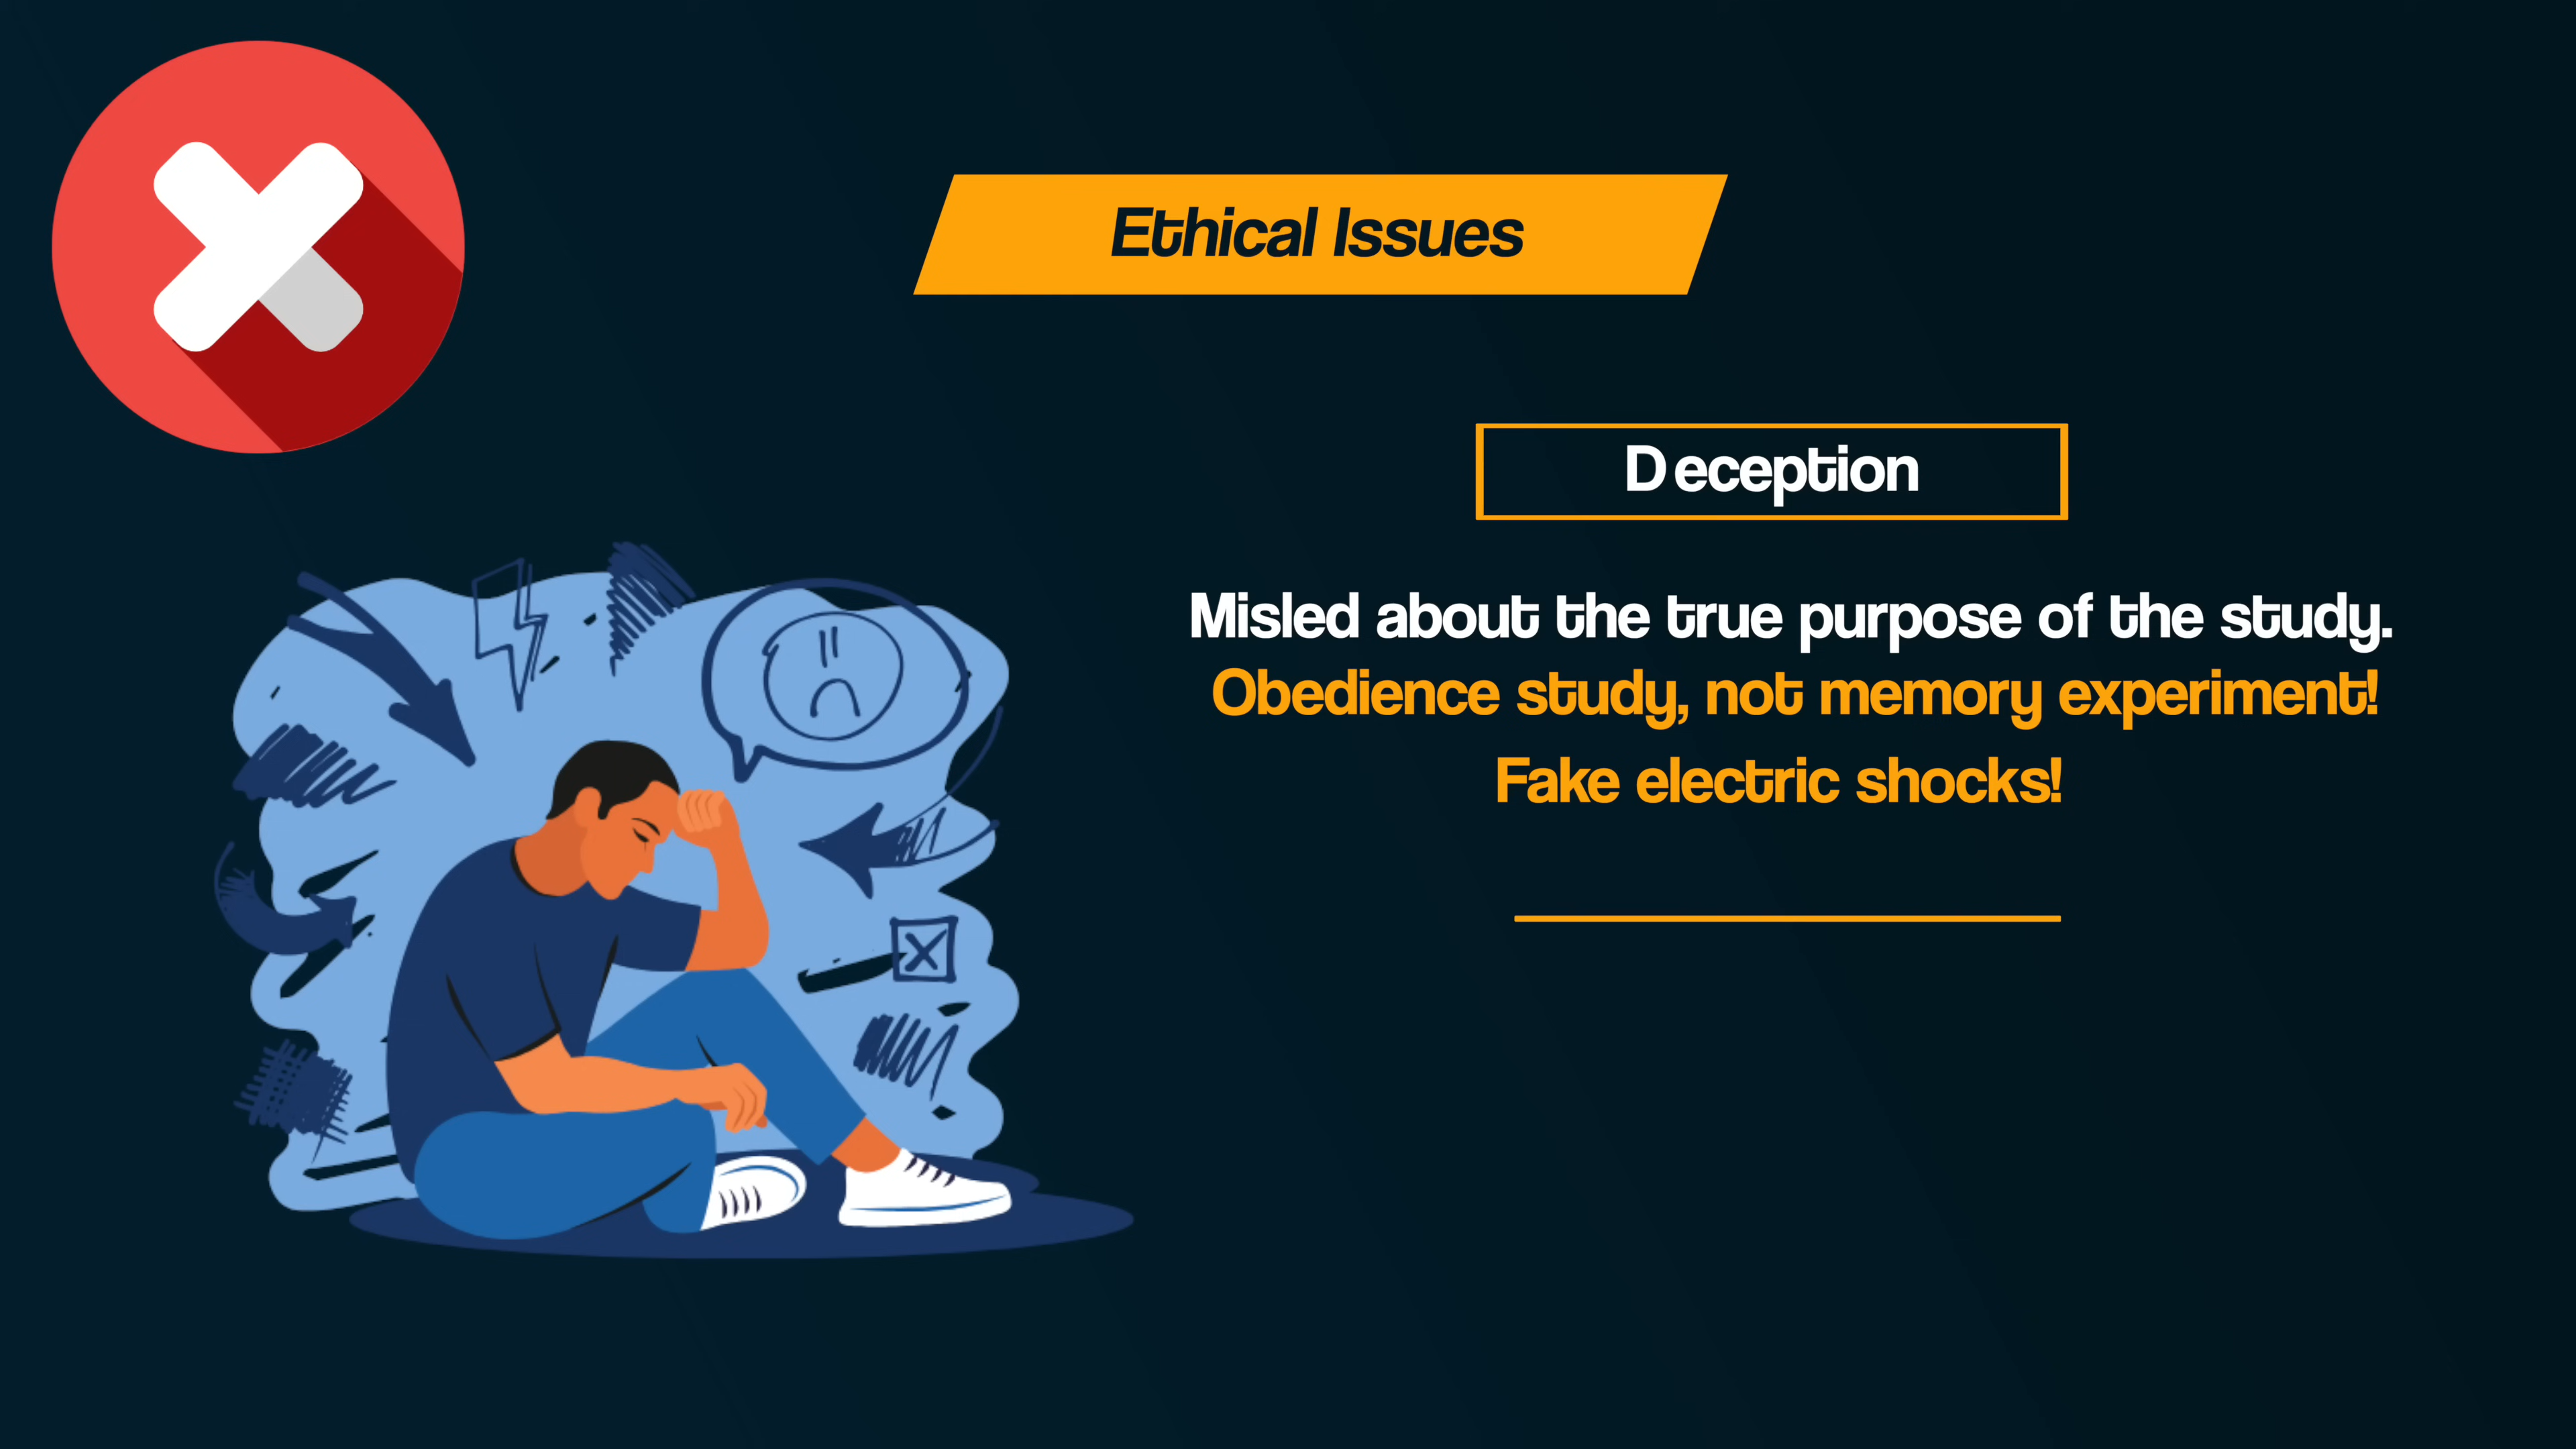 Ethical Issues
Deception
Misled about the true purpose of the study.
Obedience study, not memory experiment!
Fake electric shocks!